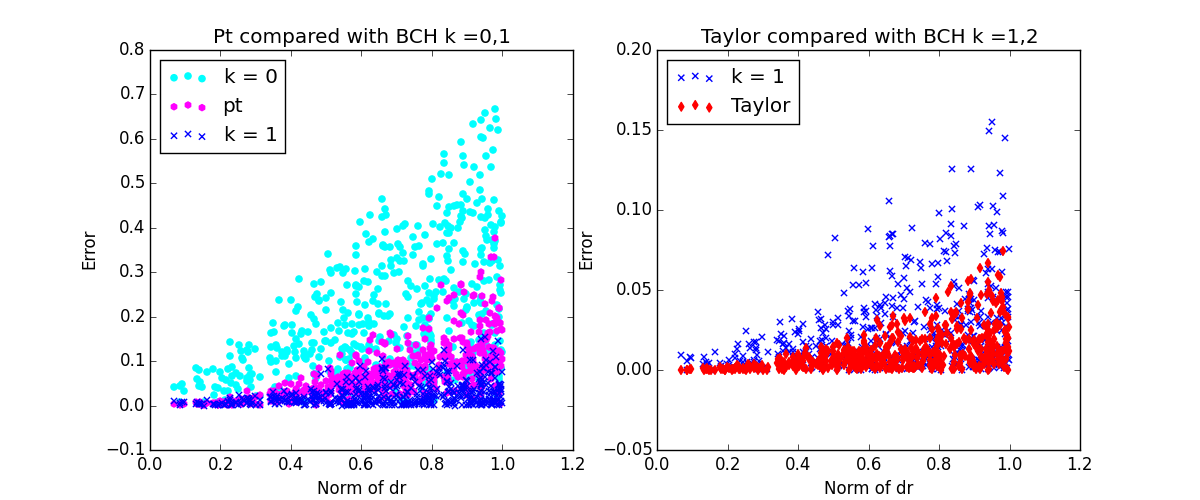 Pt compared with BCH k =0,1
0.8
0.7
0.6
0.5
0.4
0.3
0.2
0.1
0.0
−0.1
Error
k = 0
pt
k = 1
0.0 0.2 0.4 0.6 0.8 1.0 1.2
Norm of dr
Taylor compared with BCH k =1,2
0.20
0.15
0.10
0.05
0.00
−0.05
Error
k = 1
Taylor
0.0 0.2 0.4 0.6 0.8 1.0 1.2
Norm of dr